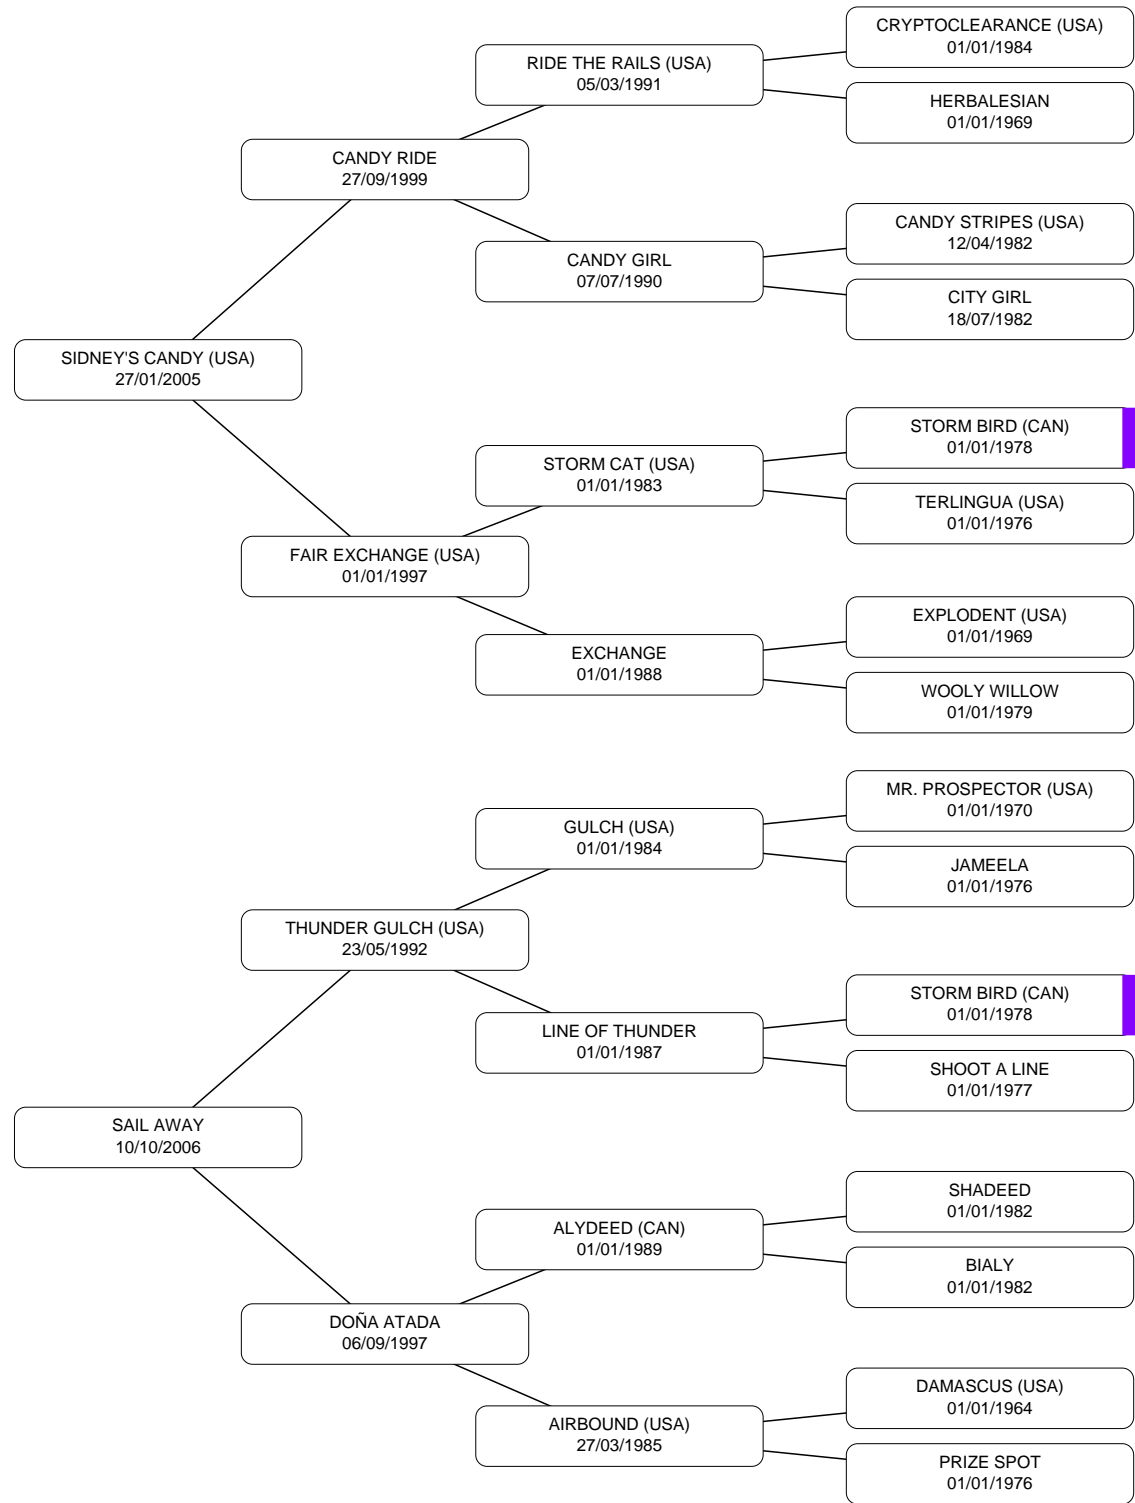 CRYPTOCLEARANCE (USA)
01/01/1984
RIDE THE RAILS (USA)
05/03/1991
HERBALESIAN
01/01/1969
CANDY RIDE
27/09/1999
CANDY STRIPES (USA)
12/04/1982
CANDY GIRL
07/07/1990
CITY GIRL
18/07/1982
SIDNEY'S CANDY (USA)
27/01/2005
STORM BIRD (CAN)
01/01/1978
STORM CAT (USA)
01/01/1983
TERLINGUA (USA)
01/01/1976
FAIR EXCHANGE (USA)
01/01/1997
EXPLODENT (USA)
01/01/1969
EXCHANGE
01/01/1988
WOOLY WILLOW
01/01/1979
MR. PROSPECTOR (USA)
01/01/1970
GULCH (USA)
01/01/1984
JAMEELA
01/01/1976
THUNDER GULCH (USA)
23/05/1992
STORM BIRD (CAN)
01/01/1978
LINE OF THUNDER
01/01/1987
SHOOT A LINE
01/01/1977
SAIL AWAY
10/10/2006
SHADEED
01/01/1982
ALYDEED (CAN)
01/01/1989
BIALY
01/01/1982
DOÑA ATADA
06/09/1997
DAMASCUS (USA)
01/01/1964
AIRBOUND (USA)
27/03/1985
PRIZE SPOT
01/01/1976